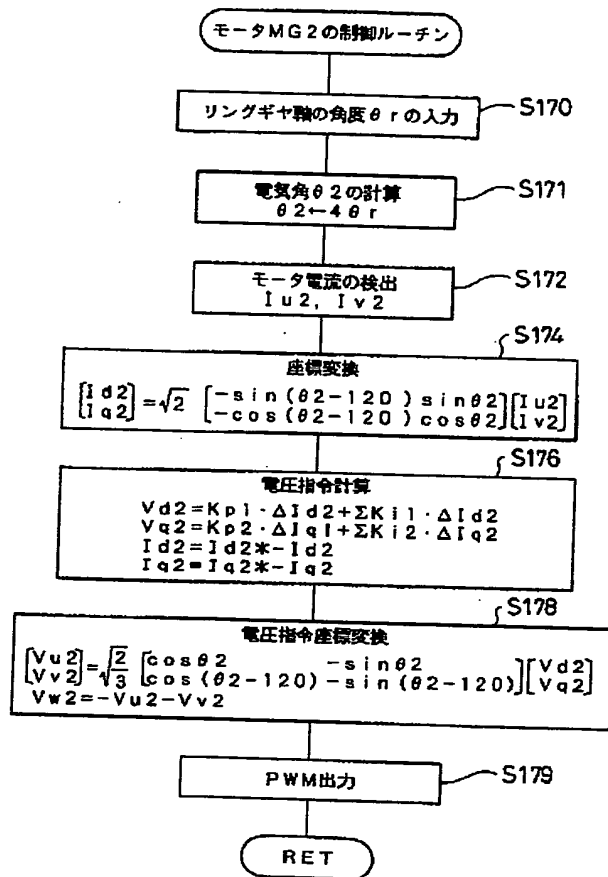 モータMG2の制御ルーチン
リングギヤ軸の角度θrの入力
S170
電気角θ2の計算
θ2←4θr
S171
モータ電流の検出
Iu2, Iv2
S172
S174
座標変換
[Id2
Iq2]=√2 [-sin(θ2-120)sinθ2
-cos(θ2-120)cosθ2][Iu2
Iv2]
S176
電圧指令計算
Vd2=Kp1・ΔId2+ΣKi1・ΔId2
Vq2=Kp2・ΔIq1+ΣKi2・ΔIq2
Id2=Id2*-Id2
Iq2=Iq2*-Iq2
S178
電圧指令座標変換
[Vu2
Vv2]=√2/3 [cosθ2 -sinθ2
cos(θ2-120)-sin(θ2-120)][Vd2
Vq2]
Vw2=-Vu2-Vv2
PWM出力
S179
RET